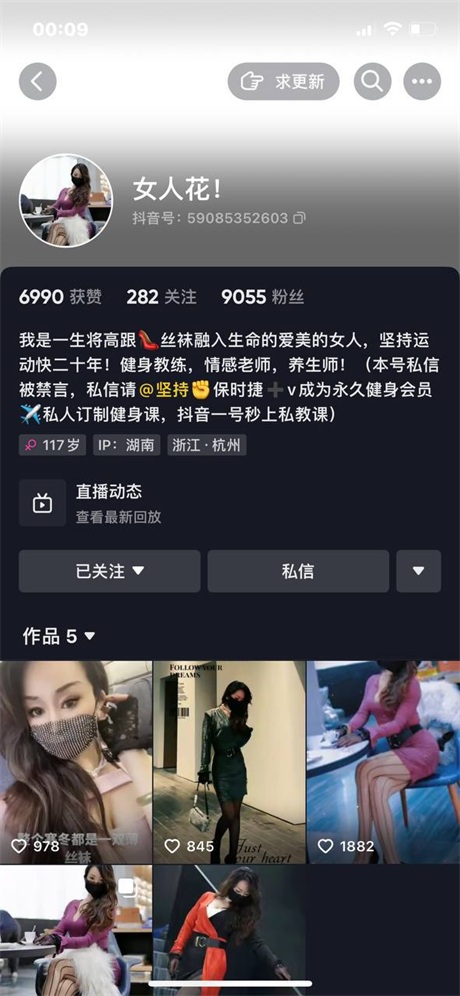 00:09
求更新
女人花!
抖音号: 59085352603
6990 获赞 282 关注 9055 粉丝
我是一生将高跟👠丝袜融入生命的爱美的女人，坚持运
动快二十年！健身教练，情感老师，养生师！（本号私信
被禁言，私信请@坚持✊保时捷➕v成为永久健身会员
✈️私人订制健身课，抖音一号秒上私教课）
117岁 IP: 湖南 浙江·杭州
直播动态
查看最新回放
已关注 私信
作品 5
FOLLOW YOUR
DREAMS
整个寒冬都是一双薄
丝袜
Just
your heart
978 845 1882